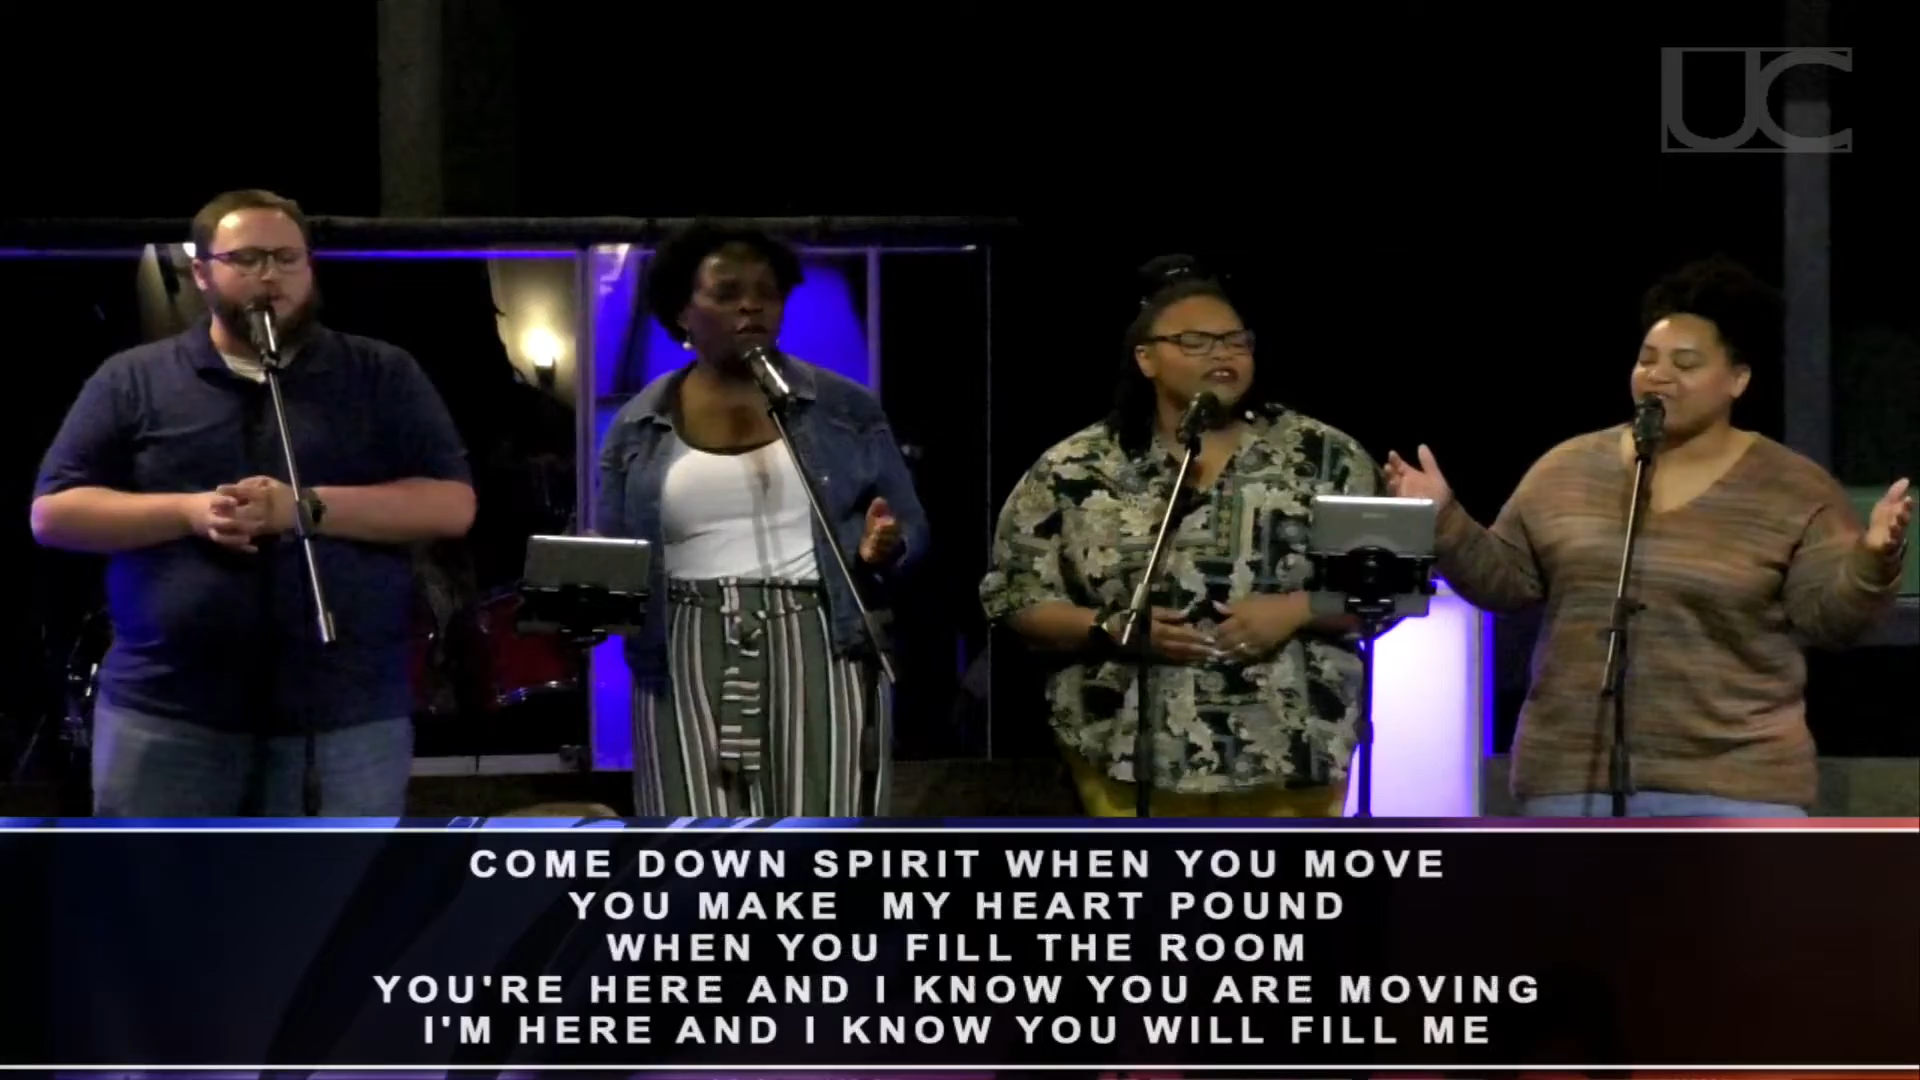 UC
COME DOWN SPIRIT WHEN YOU MOVE
YOU MAKE  MY HEART POUND
WHEN YOU FILL THE ROOM
YOU'RE HERE AND I KNOW YOU ARE MOVING
I'M HERE AND I KNOW YOU WILL FILL ME